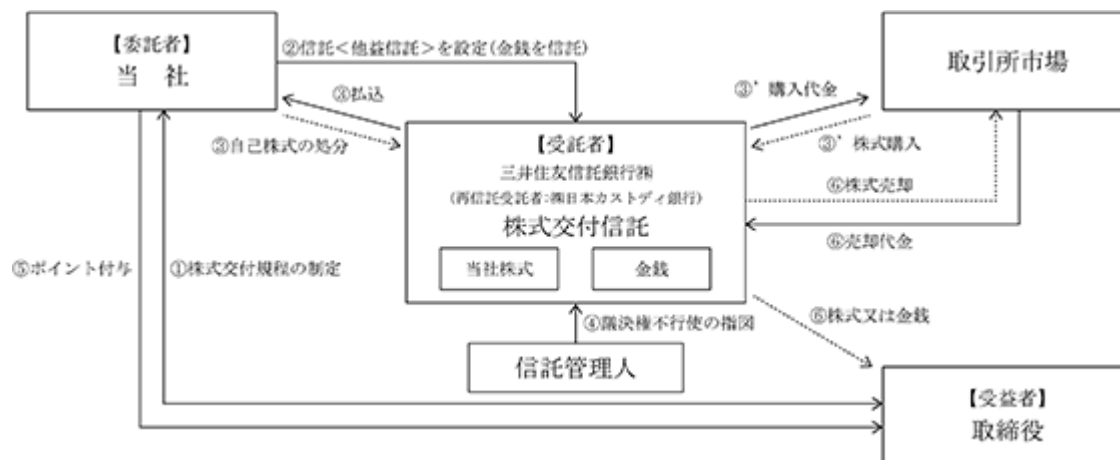 【委託者】
当　社
②信託＜他益信託＞を設定(金銭を信託)
取引所市場
③払込
③’ 購入代金
③自己株式の処分
【受託者】
三井住友信託銀行㈱
(再信託受託者：㈱日本カストディ銀行)
株式交付信託
当社株式
金銭
③’ 株式購入
⑥株式売却
⑥売却代金
⑤ポイント付与
①株式交付規程の制定
④議決権不行使の指図
信託管理人
⑥株式又は金銭
【受益者】
取締役